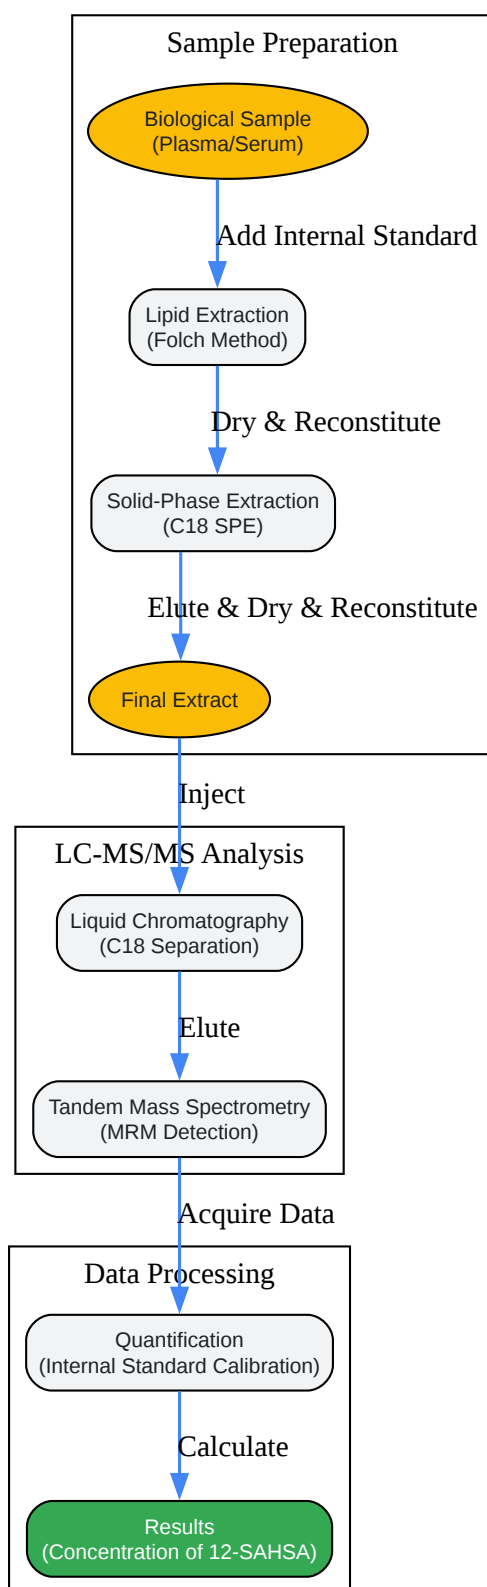 Sample Preparation
Biological Sample
(Plasma/Serum)
Add Internal Standard
Lipid Extraction
(Folch Method)
Dry & Reconstitute
Solid-Phase Extraction
(C18 SPE)
Elute & Dry & Reconstitute
Final Extract
Inject
LC-MS/MS Analysis
Liquid Chromatography
(C18 Separation)
Elute
Tandem Mass Spectrometry
(MRM Detection)
Acquire Data
Data Processing
Quantification
(Internal Standard Calibration)
Calculate
Results
(Concentration of 12-SAHSA)